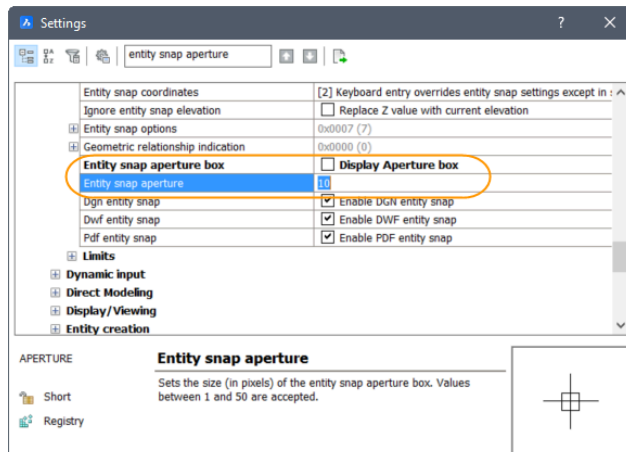 Settings
entity snap aperture
Entity snap coordinates [2] Keyboard entry overrides entity snap settings except in
Ignore entity snap elevation Replace Z value with current elevation
Entity snap options 0x0007 (7)
Geometric relationship indication 0x0000 (0)
Entity snap aperture box Display Aperture box
Entity snap aperture 10
Dgn entity snap Enable DGN entity snap
Dwf entity snap Enable DWF entity snap
Pdf entity snap Enable PDF entity snap
Limits
Dynamic input
Direct Modeling
Display/Viewing
Entity creation
APERTURE Entity snap aperture
Sets the size (in pixels) of the entity snap aperture box. Values
between 1 and 50 are accepted.
Short
Registry